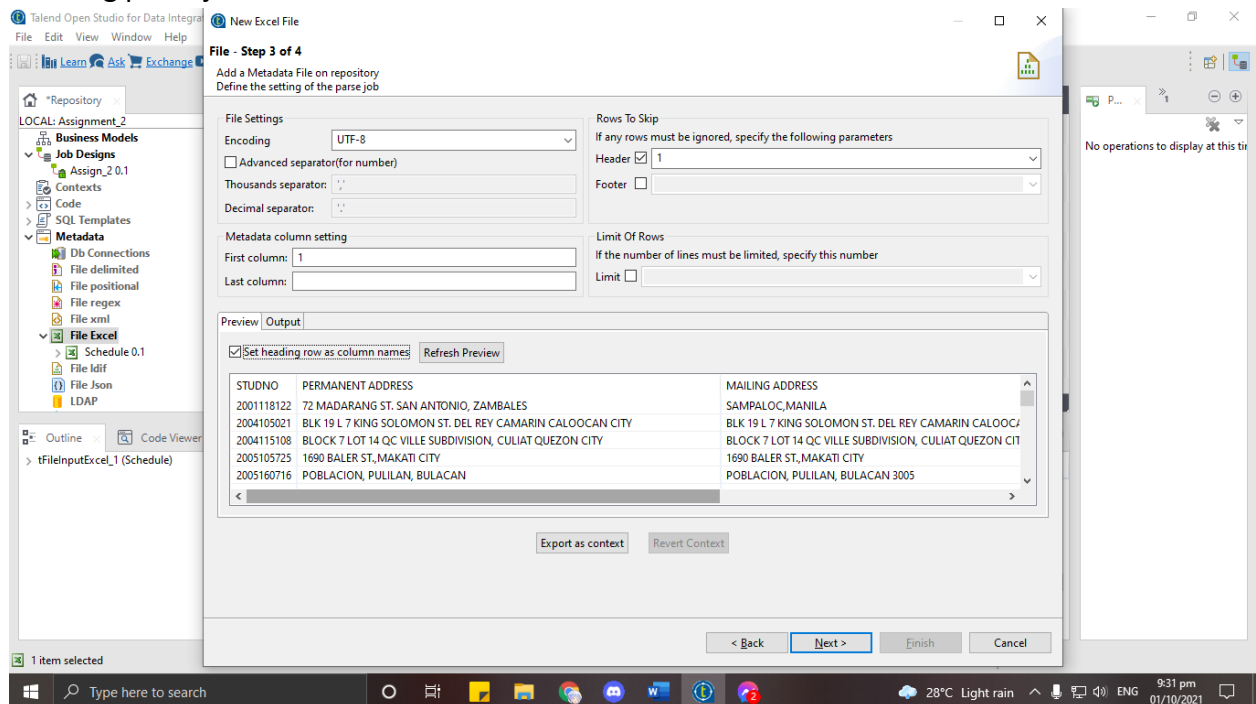 Talend Open Studio for Data Integra
File Edit View Window Help
Learn Ask Exchange
*Repository
LOCAL: Assignment_2
Business Models
Job Designs
Assign_2 0.1
Contexts
Code
SQL Templates
Metadata
Db Connections
File delimited
File positional
File regex
File xml
File Excel
Schedule 0.1
File ldif
File Json
LDAP
Outline
Code Viewer
tFileInputExcel_1 (Schedule)
1 item selected
New Excel File
File - Step 3 of 4
Add a Metadata File on repository
Define the setting of the parse job
File Settings
Encoding UTF-8
Advanced separator(for number)
Thousands separator: ','
Decimal separator: '.'
Rows To Skip
If any rows must be ignored, specify the following parameters
Header 1
Footer
Metadata column setting
First column: 1
Last column:
Limit Of Rows
If the number of lines must be limited, specify this number
Limit
Preview Output
Set heading row as column names Refresh Preview
STUDNO PERMANENT ADDRESS MAILING ADDRESS
2001118122 72 MADARANG ST. SAN ANTONIO, ZAMBALES SAMPALOC,MANILA
2004105021 BLK 19 L 7 KING SOLOMON ST. DEL REY CAMARIN CALOOCAN CITY BLK 19 L 7 KING SOLOMON ST. DEL REY CAMARIN CALOOCA
2004115108 BLOCK 7 LOT 14 QC VILLE SUBDIVISION, CULIAT QUEZON CITY BLOCK 7 LOT 14 QC VILLE SUBDIVISION, CULIAT QUEZON CIT
2005105725 1690 BALER ST.,MAKATI CITY 1690 BALER ST.,MAKATI CITY
2005160716 POBLACION, PULILAN, BULACAN POBLACION, PULILAN, BULACAN 3005
Export as context Revert Context
< Back Next > Finish Cancel
P...
»1
No operations to display at this tir
Type here to search
2
28°C Light rain
ENG
9:31 pm
01/10/2021